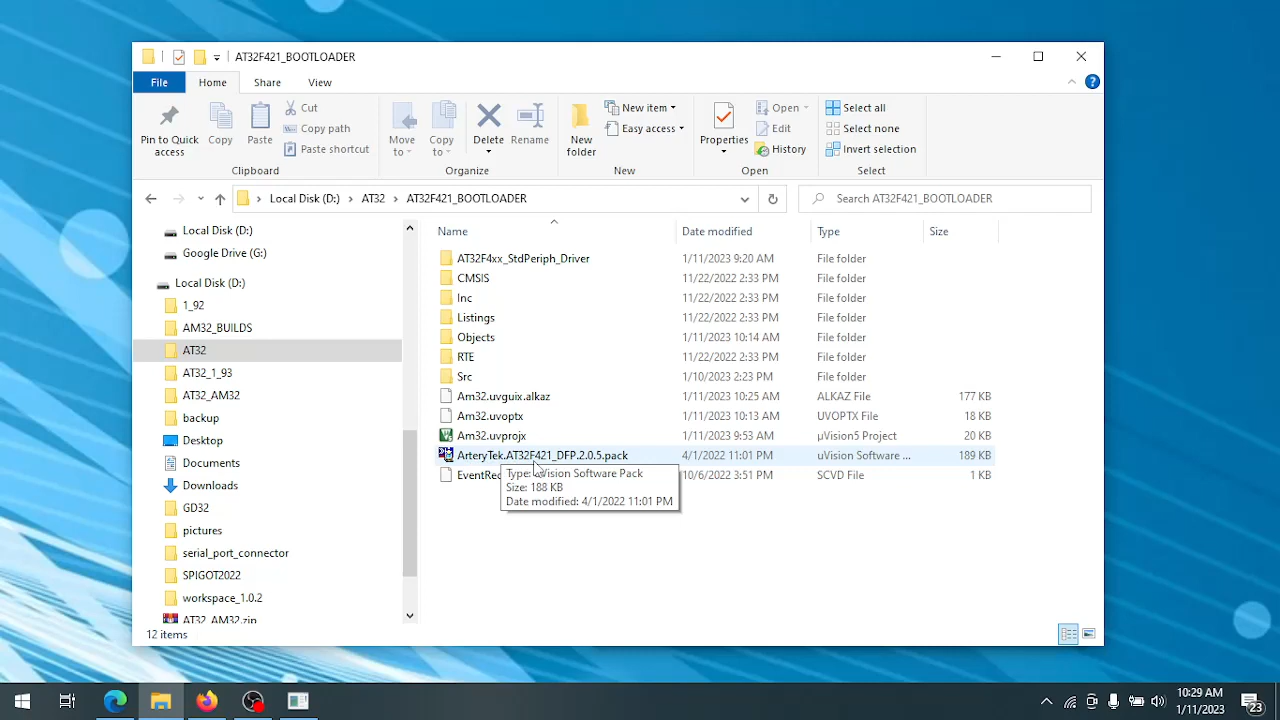 AT32F421_BOOTLOADER
File Home Share View
Pin to Quick access
Copy
Paste
Cut
Copy path
Paste shortcut
Move to
Copy to
Delete
Rename
New folder
New item
Easy access
Properties
Open
Edit
History
Select all
Select none
Invert selection
Clipboard Organize New Open Select
Local Disk (D:) AT32 AT32F421_BOOTLOADER
Search AT32F421_BOOTLOADER
Local Disk (D:)
Google Drive (G:)
Local Disk (D:)
1_92
AM32_BUILDS
AT32
AT32_1_93
AT32_AM32
backup
Desktop
Documents
Downloads
GD32
pictures
serial_port_connector
SPIGOT2022
workspace_1.0.2
AT32_AM32.zip
Name Date modified Type Size
AT32F4xx_StdPeriph_Driver 1/11/2023 9:20 AM File folder
CMSIS 11/22/2022 2:33 PM File folder
Inc 11/22/2022 2:33 PM File folder
Listings 11/22/2022 2:33 PM File folder
Objects 1/11/2023 10:14 AM File folder
RTE 11/22/2022 2:33 PM File folder
Src 1/10/2023 2:23 PM File folder
Am32.uvguix.alkaz 1/11/2023 10:25 AM ALKAZ File 177 KB
Am32.uvoptx 1/11/2023 10:13 AM UVOPTX File 18 KB
Am32.uvprojx 1/11/2023 9:53 AM µVision5 Project 20 KB
ArteryTek.AT32F421_DFP.2.0.5.pack 4/1/2022 11:01 PM uVision Software ... 189 KB
EventRec 10/6/2022 3:51 PM SCVD File 1 KB
Type: uVision Software Pack
Size: 188 KB
Date modified: 4/1/2022 11:01 PM
12 items
10:29 AM
1/11/2023
23